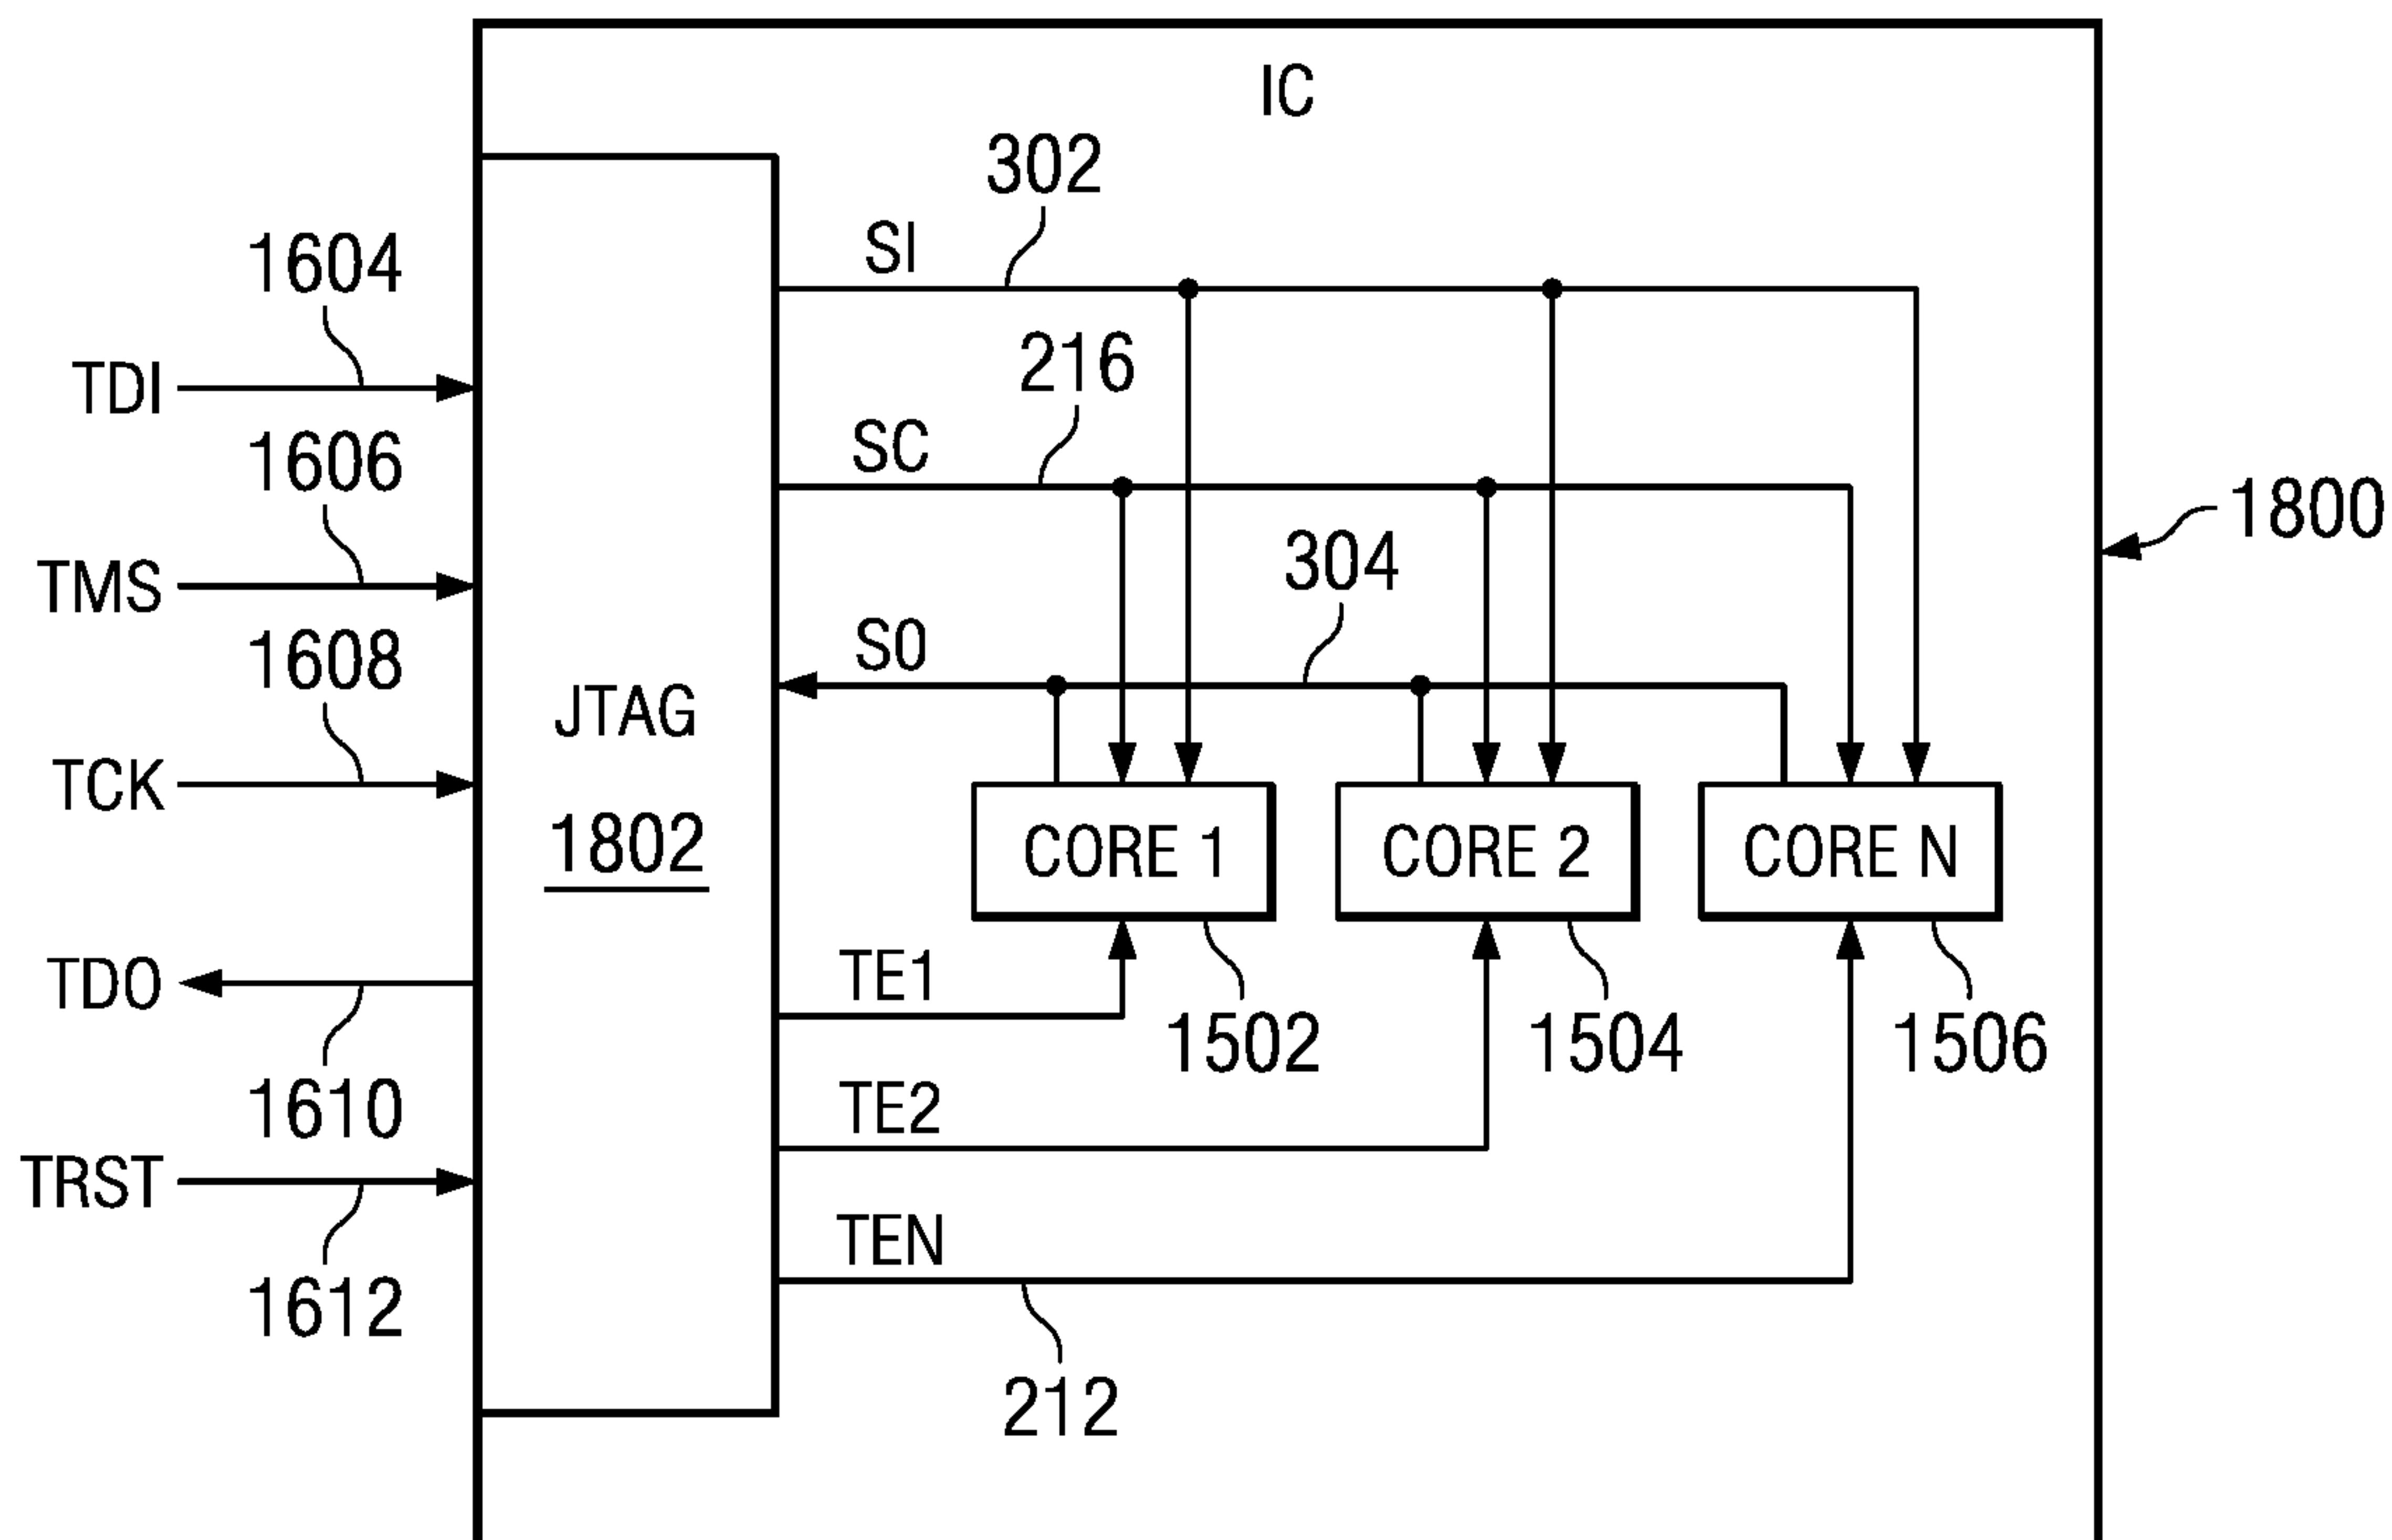 IC
302
SI
1604
216
TDI
SC
1606
1800
304
TMS
SO
1608
JTAG
TCK
1802
CORE 1
CORE 2
CORE N
TE1
TDO
1502
1504
1506
1610
TE2
TRST
TEN
1612
212